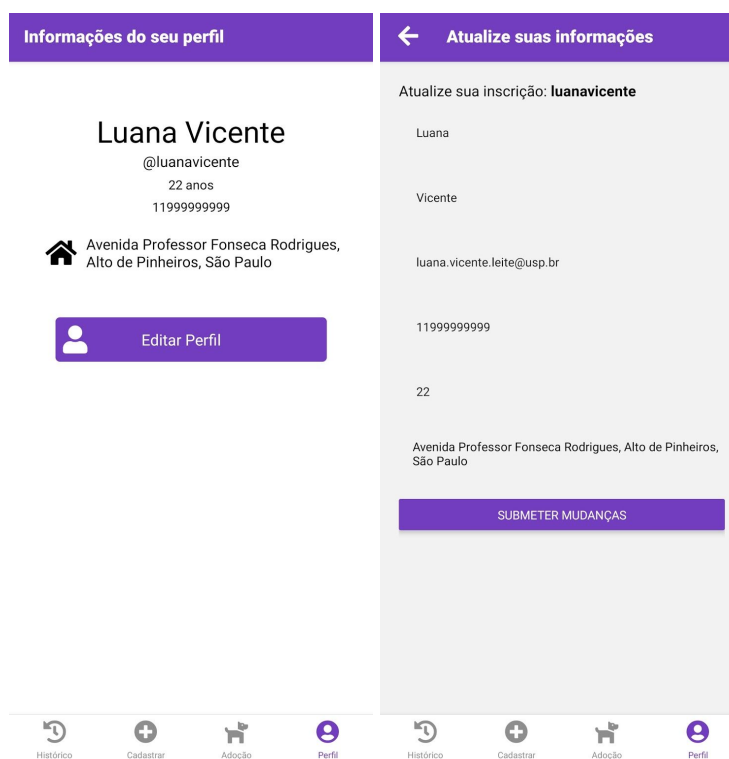 Informações do seu perfil
Luana Vicente
@luanavicente
22 anos
11999999999
Avenida Professor Fonseca Rodrigues,
Alto de Pinheiros, São Paulo
Editar Perfil
Histórico
Cadastrar
Adocão
Perfil
Atualize suas informações
Atualize sua inscrição: luanavicente
Luana
Vicente
luana.vicente.leite@usp.br
11999999999
22
Avenida Professor Fonseca Rodrigues, Alto de Pinheiros,
São Paulo
SUBMETER MUDANÇAS
Histórico
Cadastrar
Adocão
Perfil